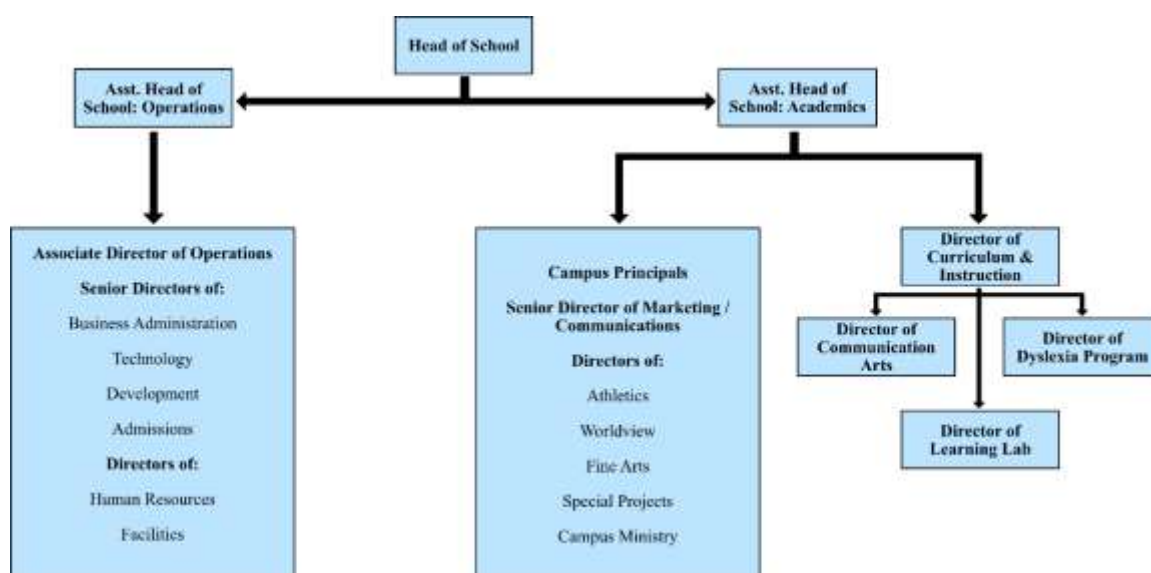 Head of School
Asst. Head of
School: Operations
Asst. Head of
School: Academics
Associate Director of Operations
Senior Directors of:
Business Administration
Technology
Development
Admissions
Directors of:
Human Resources
Facilities
Campus Principals
Senior Director of Marketing /
Communications
Directors of:
Athletics
Worldview
Fine Arts
Special Projects
Campus Ministry
Director of
Curriculum &
Instruction
Director of
Communication
Arts
Director of
Dyslexia Program
Director of
Learning Lab